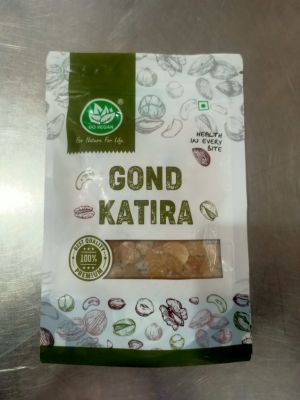 GO VEGAN
For Nature For Life.
HEALTH
IN EVERY
BITE
GOND
KATIRA
BEST QUALITY
100%
PREMIUM